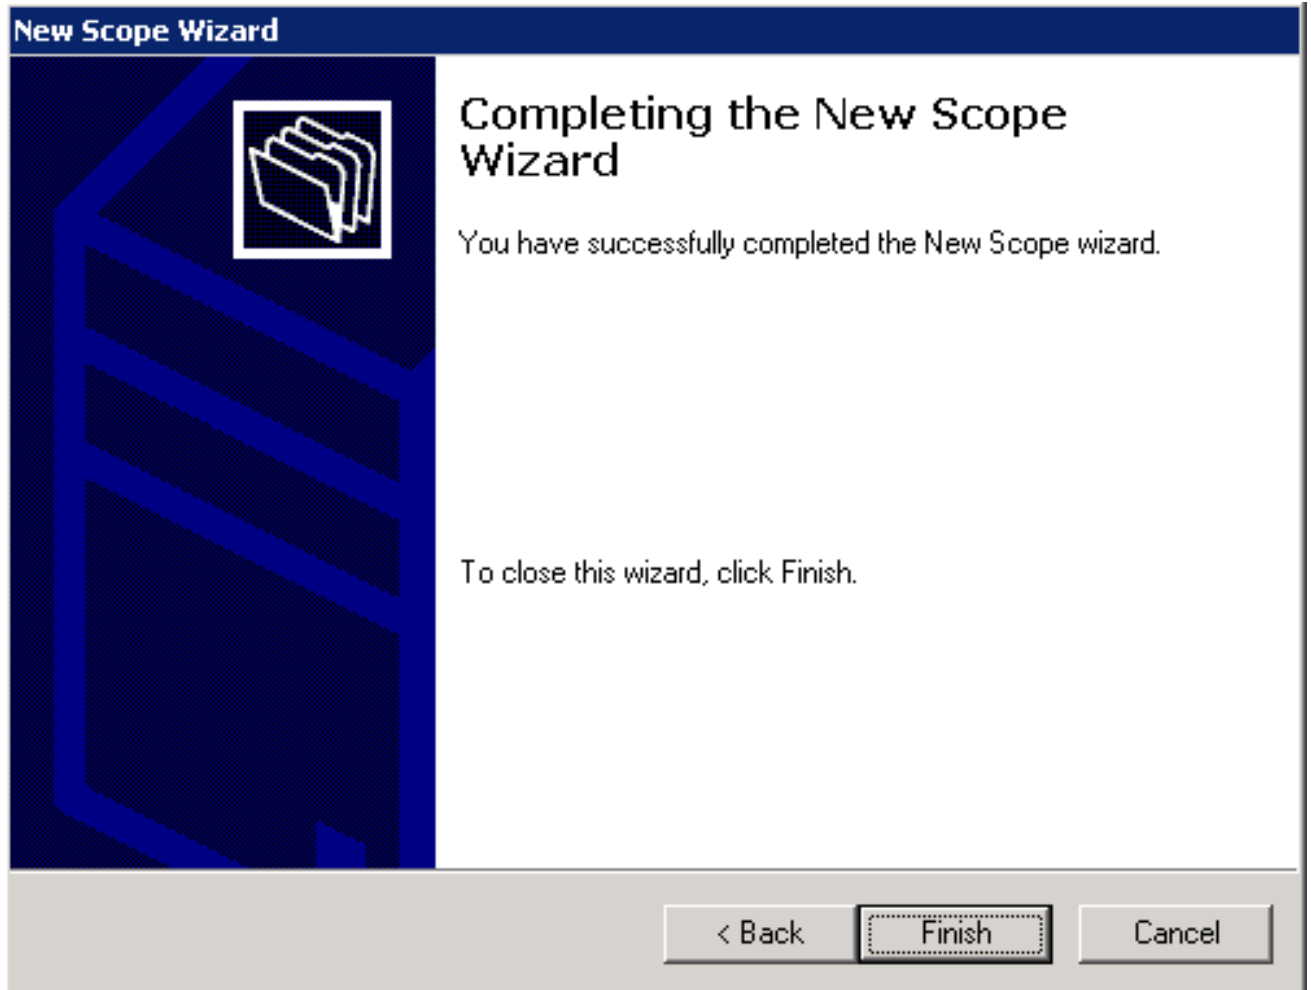 New Scope Wizard
Completing the New Scope
Wizard
You have successfully completed the New Scope wizard.
To close this wizard, click Finish.
< Back
Finish
Cancel